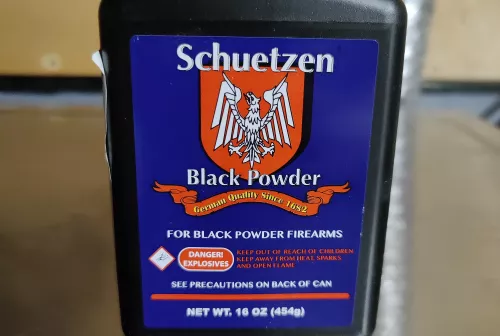 Schuetzen
Black Powder
German Quality Since 1682
FOR BLACK POWDER FIREARMS
DANGER!
EXPLOSIVES
KEEP OUT OF REACH OF CHILDREN
KEEP AWAY FROM HEAT SPARKS
AND OPEN FLAME
SEE PRECAUTIONS ON BACK OF CAN
NET WT. 16 OZ (454g)